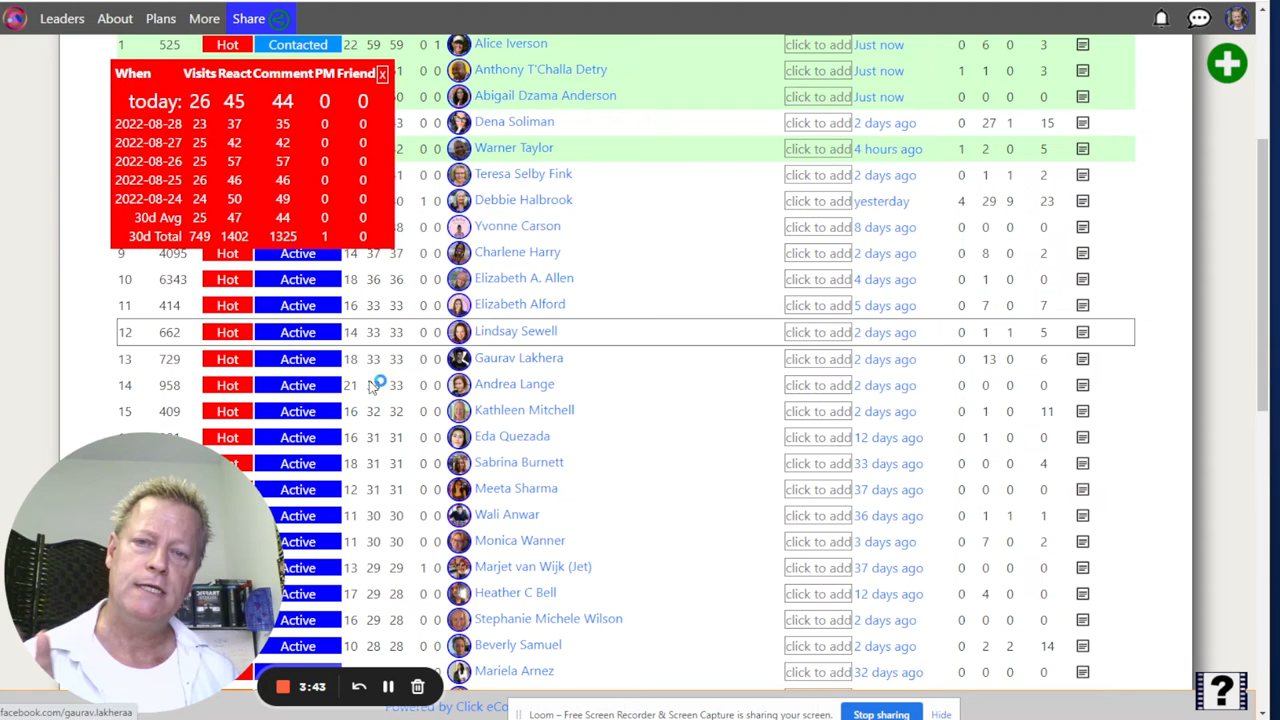 Leaders About Plans More Share
1 525 Hot Contacted 22 59 59 0 1 Alice Iverson click to add Just now 0 6 0 3
When Visits React Comment PM Friend x
Anthony T'Challa Detry click to add Just now 1 1 0 3
today: 26 45 44 0 0
Abigail Dzama Anderson click to add Just now 0 0 0 0
2022-08-28 23 37 35 0 0
Dena Soliman click to add 2 days ago 0 27 1 15
2022-08-27 25 42 42 0 0
Warner Taylor click to add 4 hours ago 1 2 0 5
2022-08-26 25 57 57 0 0
Teresa Selby Fink click to add 2 days ago 0 1 1 2
2022-08-25 26 46 46 0 0
2022-08-24 24 50 49 0 0
1 0 Debbie Halbrook click to add yesterday 4 29 9 23
30d Avg 25 47 44 0 0
Yvonne Carson click to add 8 days ago 0 0 0 0
30d Total 749 1402 1325 1 0
9 4095 Hot Active 14 37 37 0 0 Charlene Harry click to add 2 days ago 0 8 0 2
10 6343 Hot Active 18 36 36 0 0 Elizabeth A. Allen click to add 4 days ago 0 1 0 0
11 414 Hot Active 16 33 33 0 0 Elizabeth Alford click to add 5 days ago 0 7 0 0
12 662 Hot Active 14 33 33 0 0 Lindsay Sewell click to add 2 days ago 0 1 1 5
13 729 Hot Active 18 33 33 0 0 Gaurav Lakhera click to add 2 days ago 0 13 0 6
14 958 Hot Active 21 33 0 0 Andrea Lange click to add 2 days ago 0 0 0 0
15 409 Hot Active 16 32 32 0 0 Kathleen Mitchell click to add 2 days ago 0 1 0 11
Hot Active 16 31 31 0 0 Eda Quezada click to add 12 days ago 0 1 0 0
Active 18 31 31 0 0 Sabrina Burnett click to add 33 days ago 0 0 0 4
Active 12 31 31 0 0 Meeta Sharma click to add 37 days ago 0 0 0 0
Active 11 30 30 0 0 Wali Anwar click to add 36 days ago 0 1 1 0
Active 11 30 30 0 0 Monica Wanner click to add 3 days ago 0 1 0 2
Active 13 29 29 1 0 Marjet van Wijk (Jet) click to add 37 days ago 0 0 0 0
Active 17 29 28 0 0 Heather C Bell click to add 12 days ago 0 4 0 0
Active 16 29 28 0 0 Stephanie Michele Wilson click to add 2 days ago 0 0 0 0
Active 10 28 28 0 0 Beverly Samuel click to add 2 days ago 0 2 2 14
Mariela Arnez click to add 32 days ago 0 0 0 0
3:43
?
Powered by Click eCo
facebook.com/gaurav.lakheraa
Loom – Free Screen Recorder & Screen Capture is sharing your screen. Stop sharing Hide